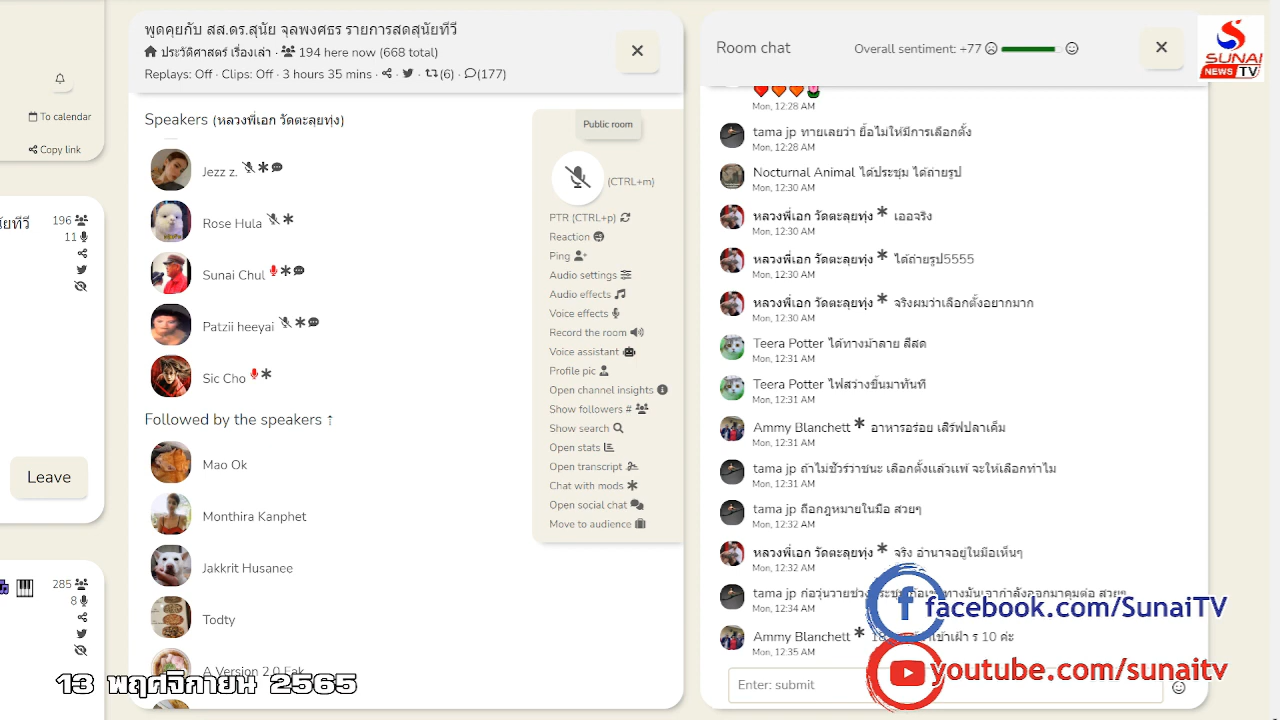 To calendar
Copy link
นัยทีวี
196
11
Leave
285
8
พูดคุยกับ สส.ดร.สุนัย จุลพงศธร รายการสดสุนัยทีวี
ประวัติศาสตร์ เรื่องเล่า · 194 here now (668 total)
Replays: Off · Clips: Off · 3 hours 35 mins · (6) · (177)
Speakers (หลวงพี่เอก วัดตะลุยทุ่ง)
Jezz z.
Rose Hula
Sunai Chul
Patzii heeyai
Sic Cho
Followed by the speakers ↑
Mao Ok
Monthira Kanphet
Jakkrit Husanee
Todty
A Version 2.0 Eak
Public room
(CTRL+m)
PTR (CTRL+p)
Reaction
Ping
Audio settings
Audio effects
Voice effects
Record the room
Voice assistant
Profile pic
Open channel insights
Show followers #
Show search
Open stats
Open transcript
Chat with mods
Open social chat
Move to audience
Room chat
Overall sentiment: +77
Mon, 12:28 AM
tama jp ทายเลยว่า ยื้อไม่ให้มีการเลือกตั้ง
Mon, 12:28 AM
Nocturnal Animal ได้ประชุม ได้ถ่ายรูป
Mon, 12:30 AM
หลวงพี่เอก วัดตะลุยทุ่ง * เออจริง
Mon, 12:30 AM
หลวงพี่เอก วัดตะลุยทุ่ง * ได้ถ่ายรูป5555
Mon, 12:30 AM
หลวงพี่เอก วัดตะลุยทุ่ง * จริงผมว่าเลือกตั้งอยากมาก
Mon, 12:30 AM
Teera Potter ได้ทางม้าลาย สีสด
Mon, 12:31 AM
Teera Potter ไฟสว่างขึ้นมาทันที
Mon, 12:31 AM
Ammy Blanchett * อาหารอร่อย เสิร์ฟปลาเค็ม
Mon, 12:31 AM
tama jp ถ้าไม่ชัวร์ว่าชนะ เลือกตั้งแล้วแพ้ จะให้เลือกทำไม
Mon, 12:31 AM
tama jp ถือกฎหมายในมือ สวยๆ
Mon, 12:32 AM
หลวงพี่เอก วัดตะลุยทุ่ง * จริง อำนาจอยู่ในมือเห็นๆ
Mon, 12:32 AM
tama jp ก่อวุ่นวายช่วง
Mon, 12:34 AM
Ammy Blanchett * เข้าเฝ้า ร 10 ค่ะ
Mon, 12:35 AM
Enter: submit
SUNAI
NEWS TV
facebook.com/SunaiTV
youtube.com/sunaitv
13 พฤศจิกายน 2565